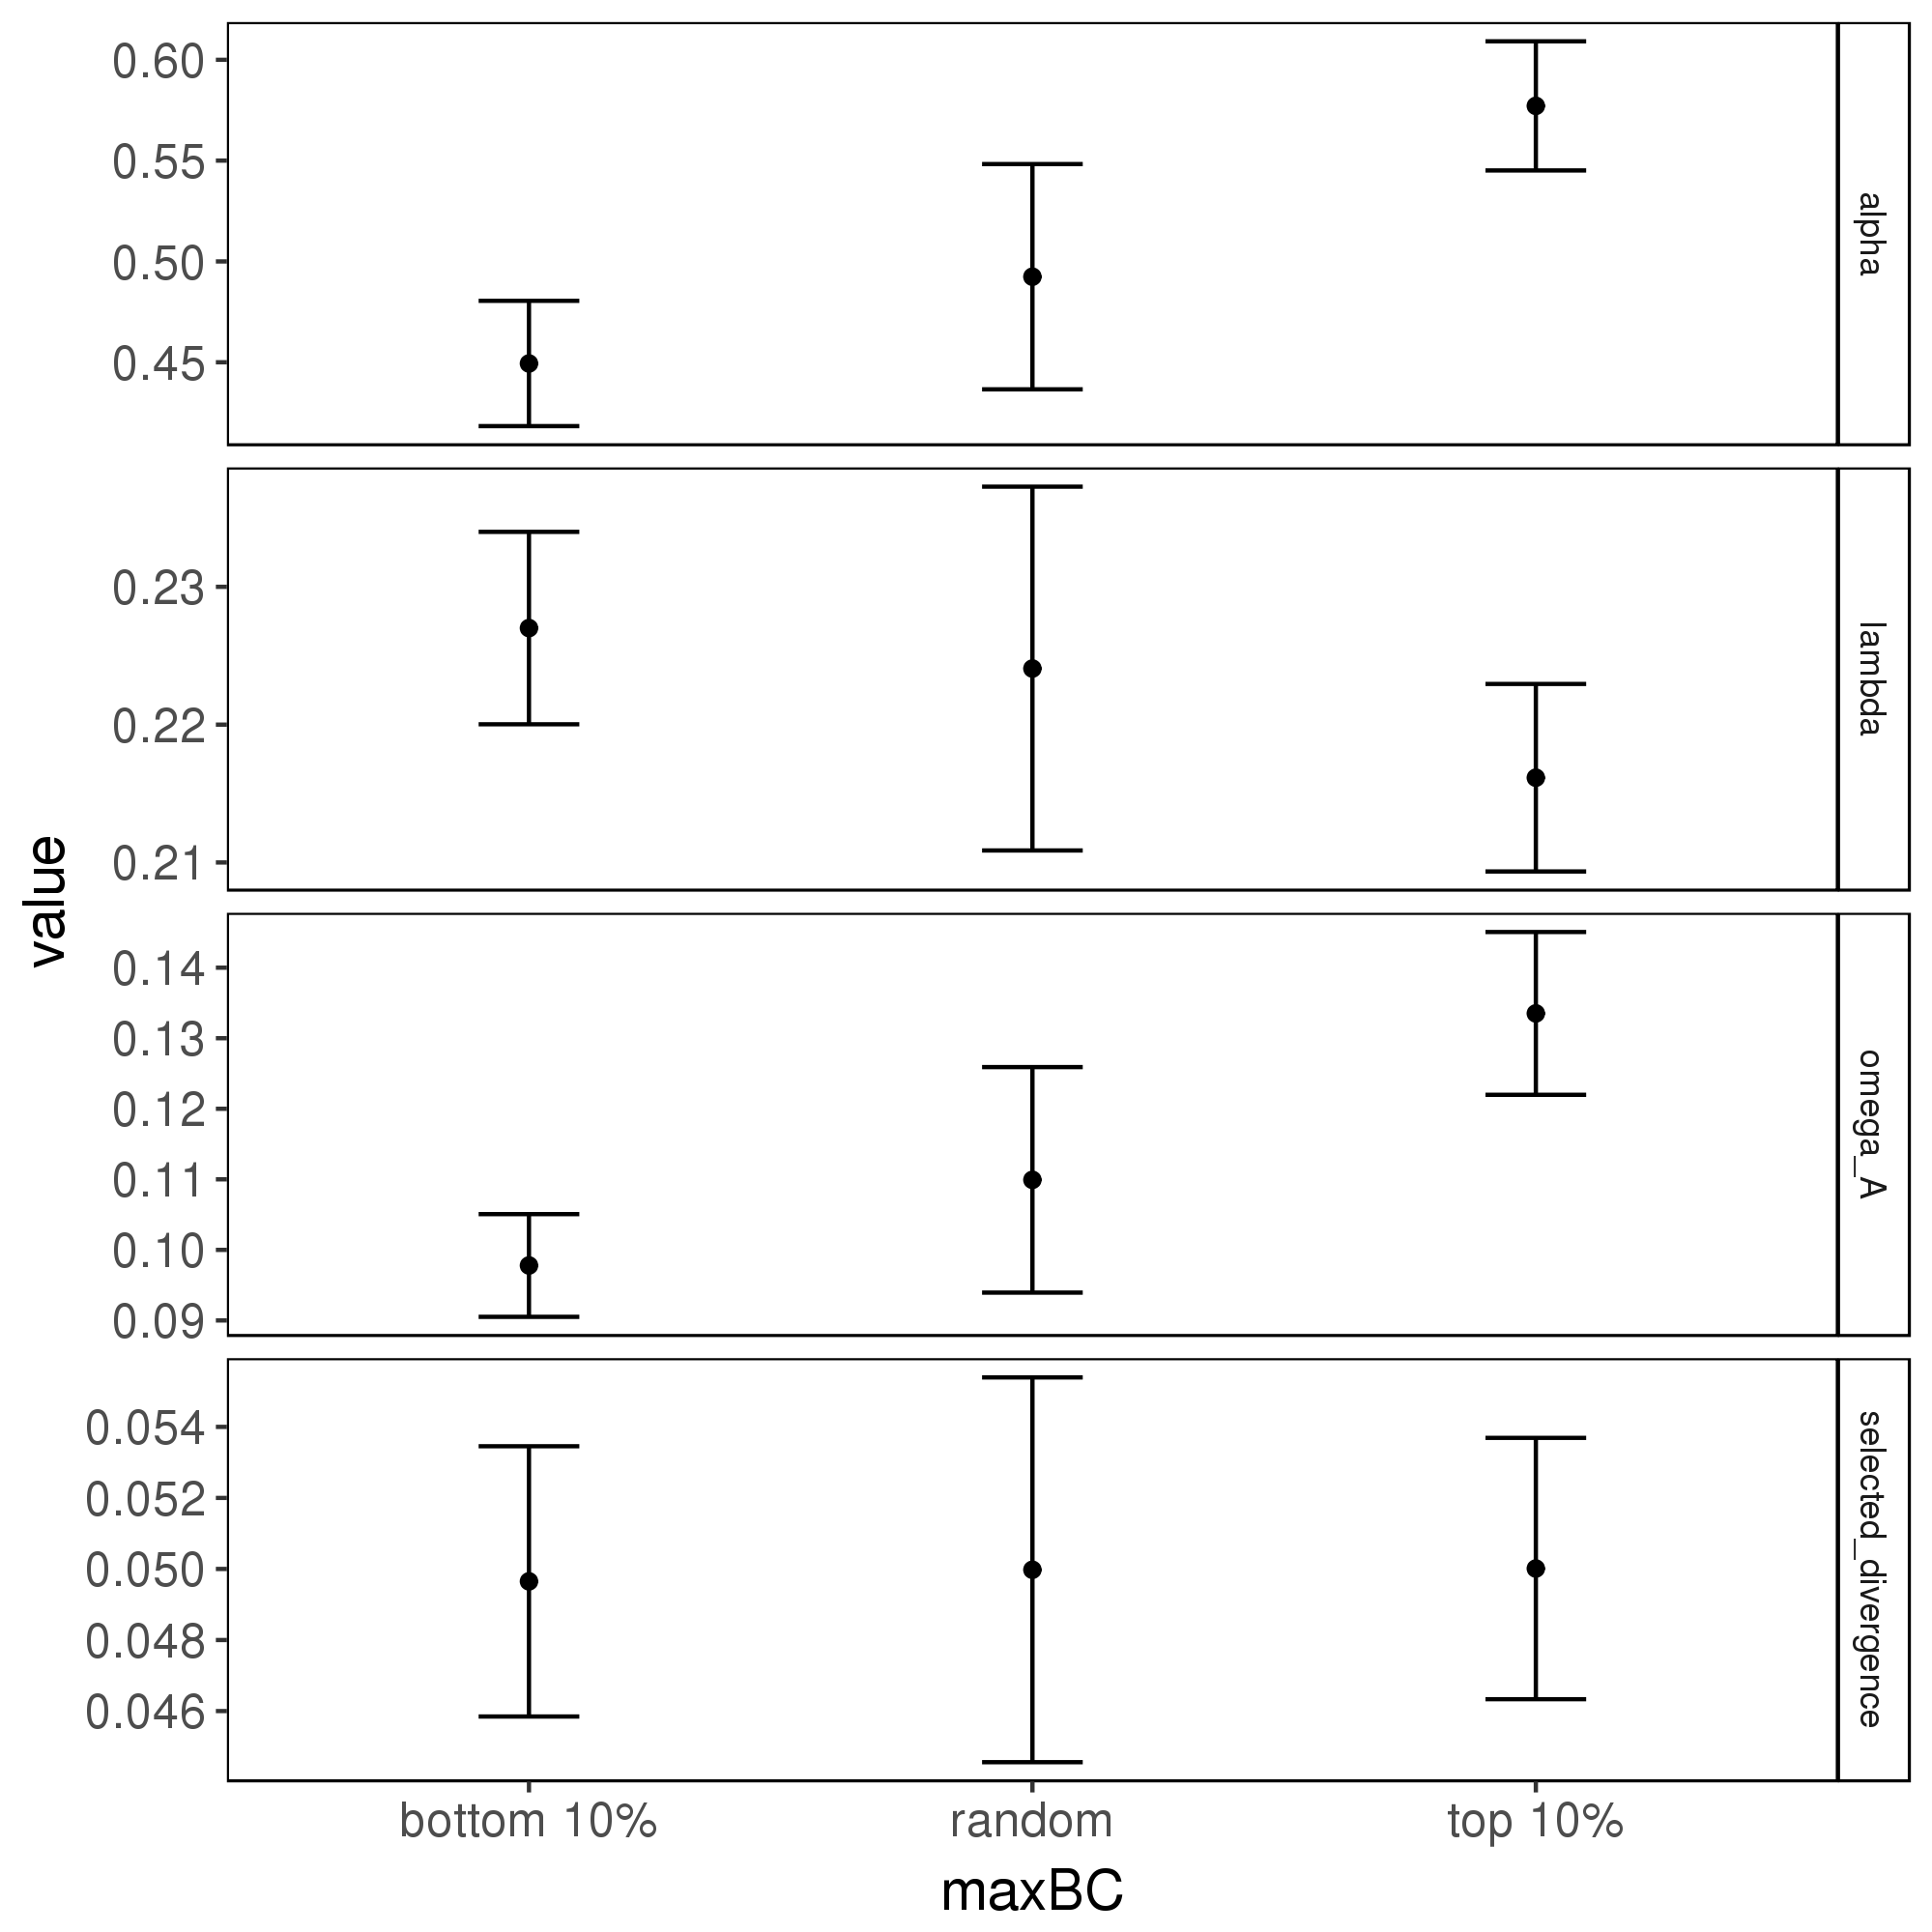 value
0.60
0.55
0.50
0.45
alpha
0.23
0.22
0.21
lambda
0.14
0.13
0.12
0.11
0.10
0.09
omega_A
0.054
0.052
0.050
0.048
0.046
selected_divergence
bottom 10%
random
top 10%
maxBC